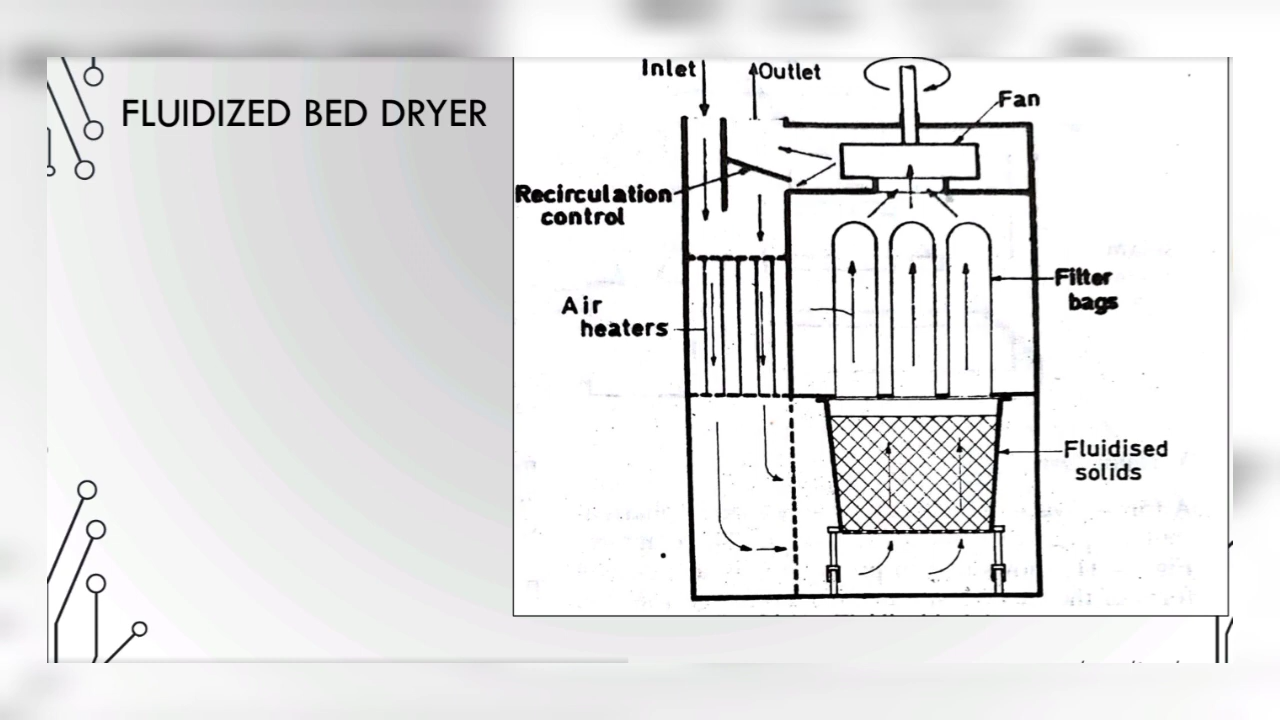 FLUIDIZED BED DRYER
Inlet
Outlet
Fan
Recirculation
control
Air
heaters
Filter
bags
Fluidised
solids